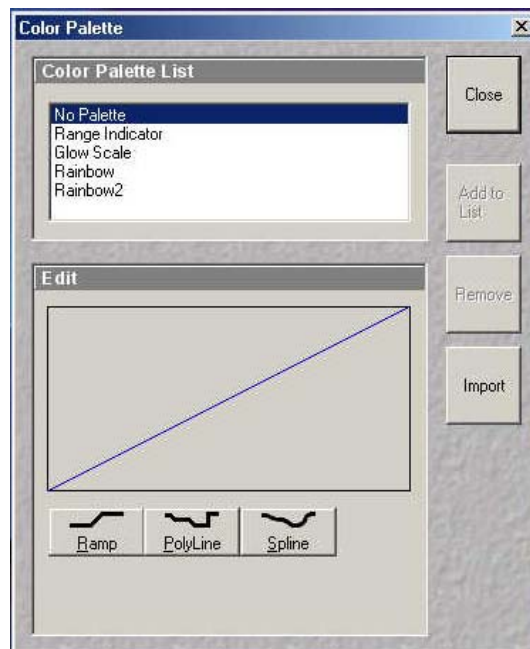 Color Palette
Color Palette List
No Palette
Range Indicator
Glow Scale
Rainbow
Rainbow2
Close
Add to
List
Remove
Import
Edit
Ramp
PolyLine
Spline